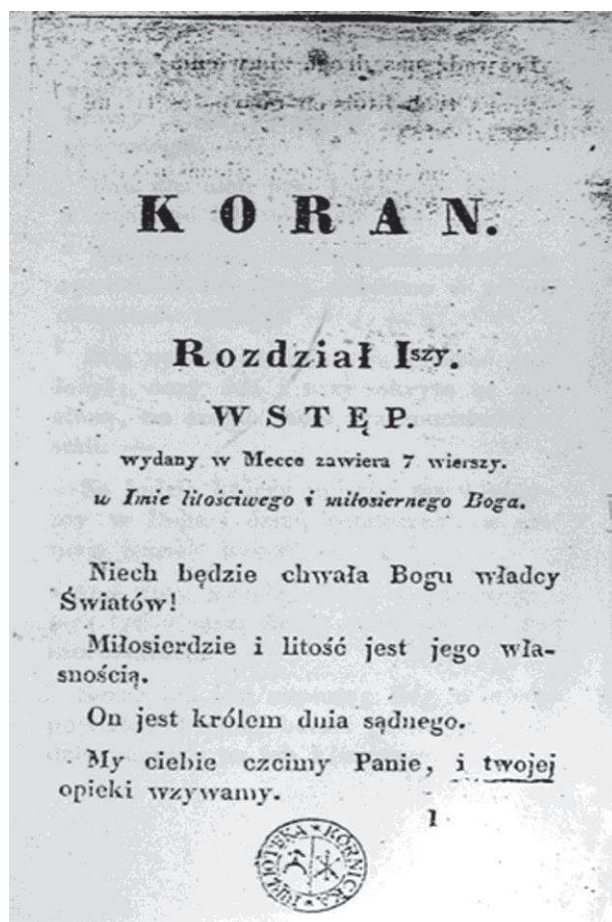 KORAN.
Rozdział Iszy.
WSTĘP.
wydany w Mecce zawiera 7 wierszy.
w Imie litościwego i miłosiernego Boga.
Niech będzie chwała Bogu władcy
Światów!
Miłosierdzie i litość jest jego wła-
snością.
On jest królem dnia sądnego.
My ciebie czcimy Panie, i twojej
opieki wzywamy.
1
BIBLIOTEKA KÓRNICKA